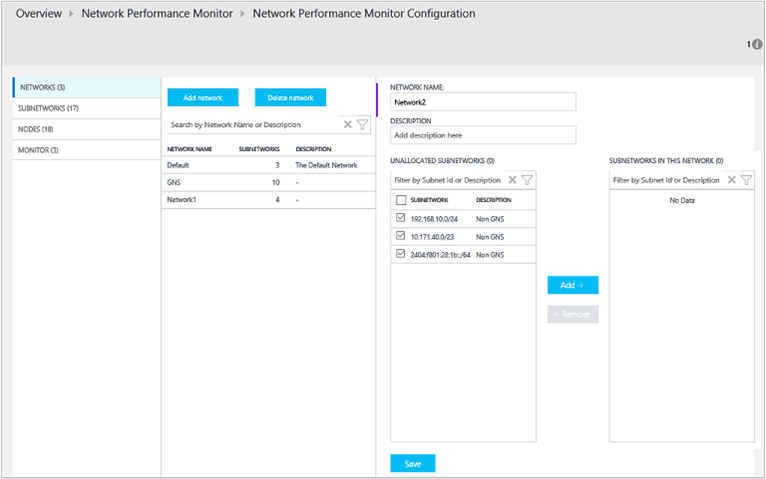 Overview Network Performance Monitor Network Performance Monitor Configuration
1
NETWORKS (3)
SUBNETWORKS (17)
NODES (18)
MONITOR (3)
Add network Delete network
Search by Network Name or Description
NETWORK NAME SUBNETWORKS DESCRIPTION
Default 3 The Default Network
GNS 10 -
Network1 4 -
NETWORK NAME:
Network2
DESCRIPTION
Add description here
UNALLOCATED SUBNETWORKS (0)
Filter by Subnet Id or Description
SUBNETWORK DESCRIPTION
192.168.10.0/24 Non GNS
10.171.40.0/23 Non GNS
2404:f801:28:1b::/64 Non GNS
Add →
← Remove
SUBNETWORKS IN THIS NETWORK (0)
Filter by Subnet Id or Description
No Data
Save